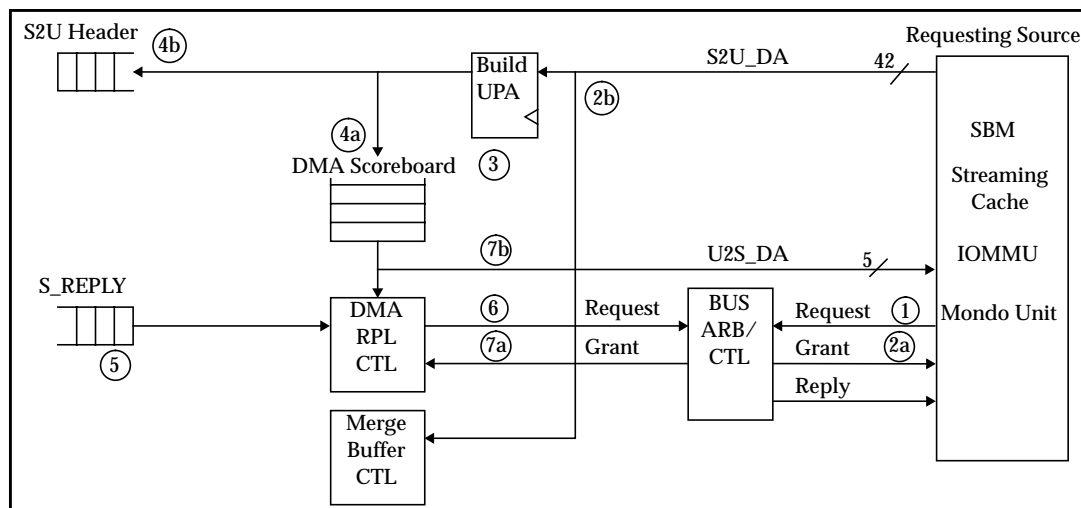 S2U Header
4b
Requesting Source
S2U_DA
42
Build
UPA
2b
4a
3
SBM
DMA Scoreboard
Streaming
Cache
7b
U2S_DA
5
IOMMU
S_REPLY
5
DMA
RPL
CTL
6
Request
7a
Grant
BUS
ARB/
CTL
Request
1
Grant
2a
Reply
Mondo Unit
Merge
Buffer
CTL